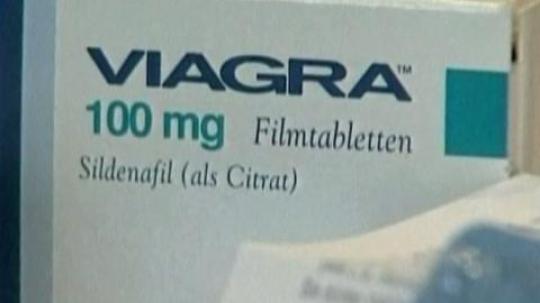 VIAGRA™
100 mg Filmtabletten
Sildenafil (als Citrat)